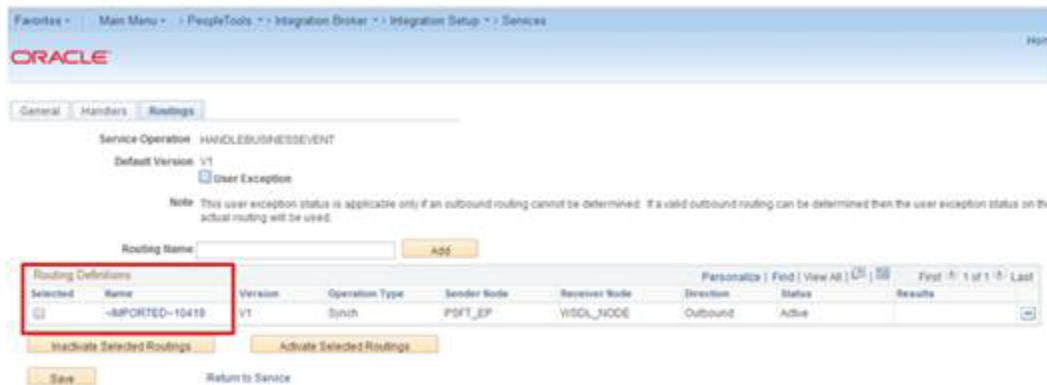 Favorites Main Menu > PeopleTools > Integration Broker > Integration Setup > Services
Home
ORACLE
General Handlers Routings
Service Operation HANDLEBUSINESSEVENT
Default Version V1
User Exception
Note This user exception status is applicable only if an outbound routing cannot be determined. If a valid outbound routing can be determined then the user exception status on the
actual routing will be used.
Routing Name Add
Routing Definitions Personalize | Find | View All | First 1 of 1 Last
Selected Name Version Operation Type Sender Node Receiver Node Direction Status Results
~IMPORTED~10419 V1 Synch PSFT_EP WSDL_NODE Outbound Active
Inactivate Selected Routings Activate Selected Routings
Save Return to Service